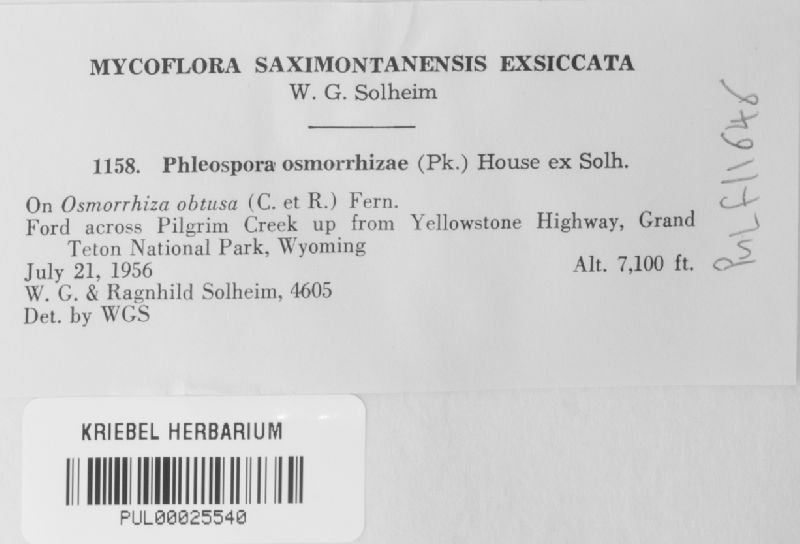 MYCOFLORA SAXIMONTANENSIS EXSICCATA
W. G. Solheim
1158. Phleospora osmorrhizae (Pk.) House ex Solh.
On Osmorrhiza obtusa (C. et R.) Fern.
Ford across Pilgrim Creek up from Yellowstone Highway, Grand
Teton National Park, Wyoming
July 21, 1956 Alt. 7,100 ft.
W. G. & Ragnhild Solheim, 4605
Det. by WGS
PUL F11648
KRIEBEL HERBARIUM
PUL00025540